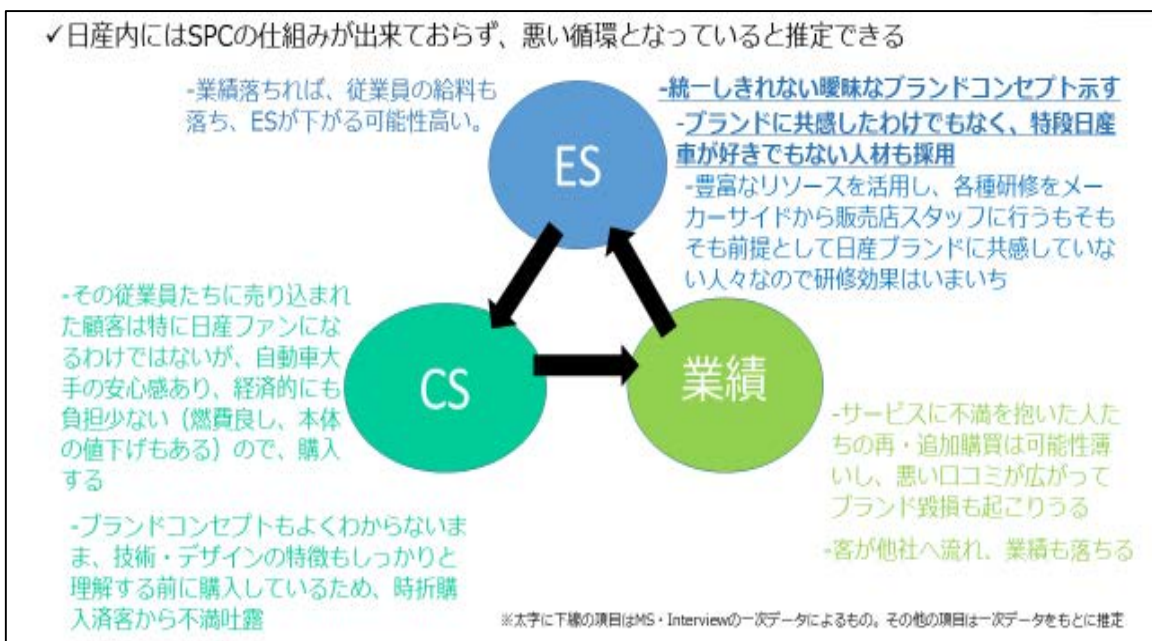 ✓日産内にはSPCの仕組みが出来ておらず、悪い循環となっていると推定できる
-業績落ちれば、従業員の給料も
落ち、ESが下がる可能性高い。
ES
-統一しきれない曖昧なブランドコンセプト示す
-ブランドに共感したわけでもなく、特段日産
車が好きでもない人材も採用
-豊富なリソースを活用し、各種研修をメー
カーサイドから販売店スタッフに行うもそも
そも前提として日産ブランドに共感していな
い人々なので研修効果はいまいち
-その従業員たちに売り込まれ
た顧客は特に日産ファンにな
るわけではないが、自動車大
手の安心感あり、経済的にも
負担少ない（燃費良し、本体
の値下げもある）ので、購入
する
-ブランドコンセプトもよくわからないま
ま、技術・デザインの特徴もしっかりと
理解する前に購入しているため、時折購
入済客から不満吐露
CS
業績
-サービスに不満を抱いた人た
ちの再・追加購買は可能性薄
いし、悪い口コミが広がって
ブランド毀損も起こりうる
-客が他社へ流れ、業績も落ちる
※太字に下線の項目はMS・Interviewの一次データによるもの。その他の項目は一次データをもとに推定